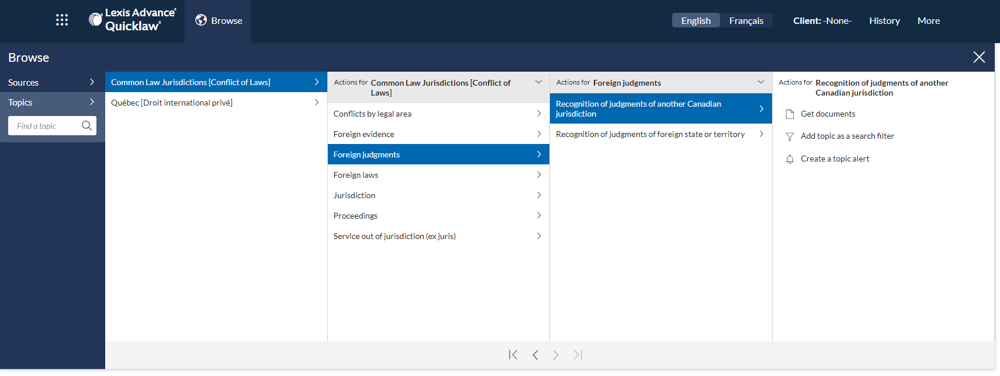 Lexis Advance®
Quicklaw®
Browse
English
Français
Client: -None-
History
More
Browse
Sources
Topics
Find a topic
Common Law Jurisdictions [Conflict of Laws]
Québec [Droit international privé]
Actions for Common Law Jurisdictions [Conflict of
Laws]
Conflicts by legal area
Foreign evidence
Foreign judgments
Foreign laws
Jurisdiction
Proceedings
Service out of jurisdiction (ex juris)
Actions for Foreign judgments
Recognition of judgments of another Canadian
jurisdiction
Recognition of judgments of foreign state or territory
Actions for Recognition of judgments of another
Canadian jurisdiction
Get documents
Add topic as a search filter
Create a topic alert